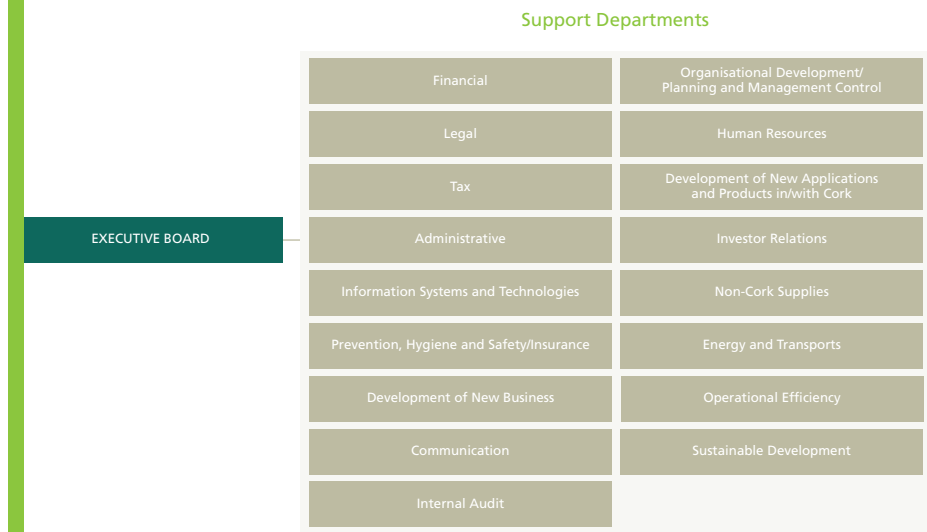 Support Departments
Financial
Organisational Development/
Planning and Management Control
Legal
Human Resources
Tax
Development of New Applications
and Products in/with Cork
EXECUTIVE BOARD
Administrative
Investor Relations
Information Systems and Technologies
Non-Cork Supplies
Prevention, Hygiene and Safety/Insurance
Energy and Transports
Development of New Business
Operational Efficiency
Communication
Sustainable Development
Internal Audit